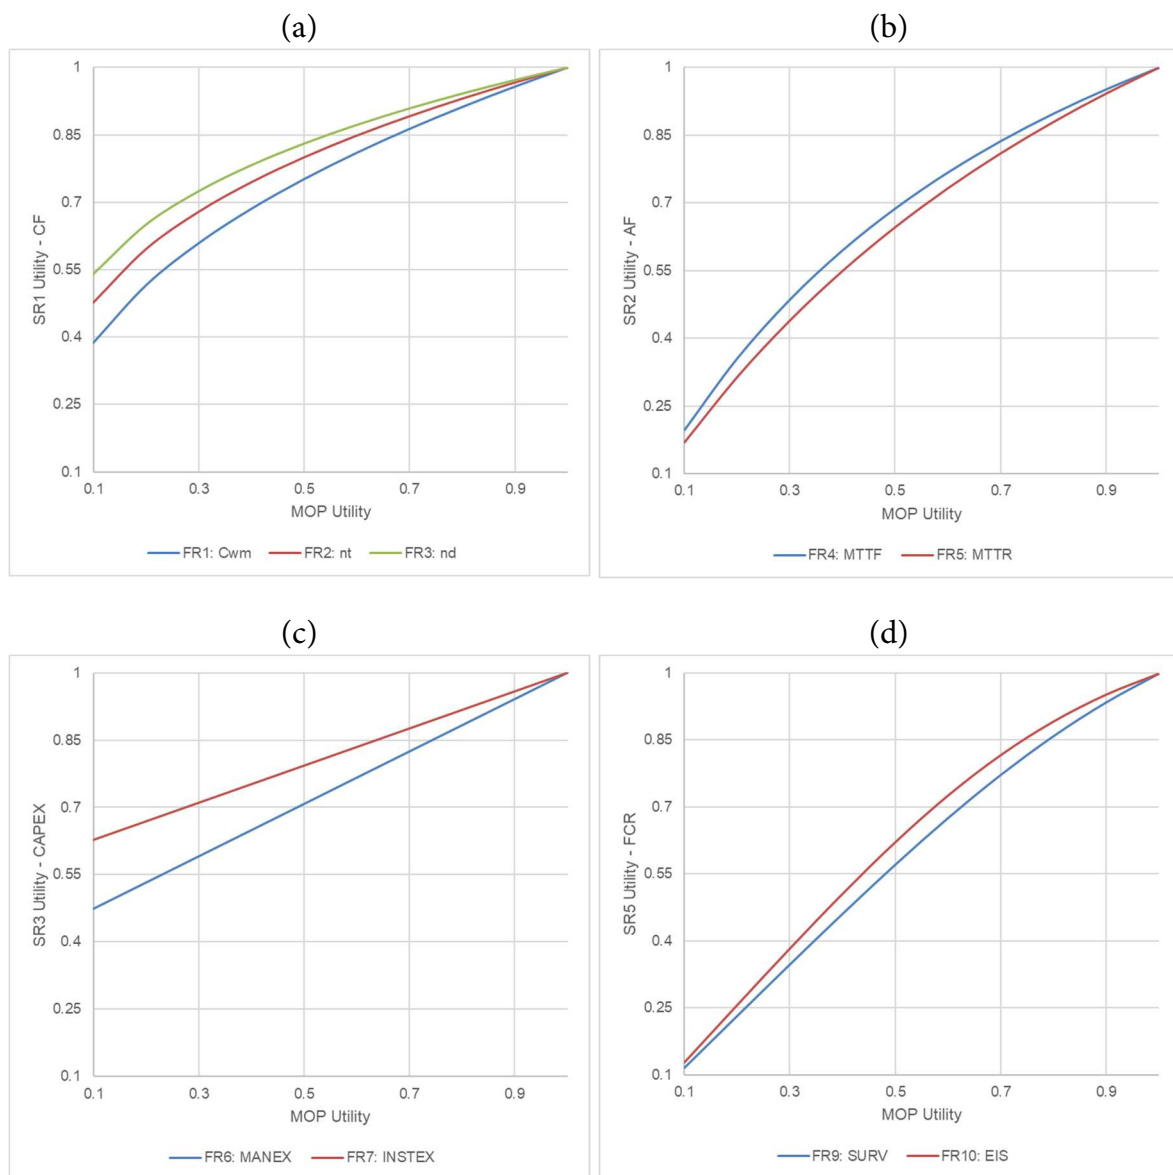 (a)
1
0.85
0.7
0.55
0.4
0.25
0.1
SR1 Utility - CF
0.1 0.3 0.5 0.7 0.9
MOP Utility
FR1: Cwm FR2: nt FR3: nd
(b)
1
0.85
0.7
0.55
0.4
0.25
0.1
SR2 Utility - AF
0.1 0.3 0.5 0.7 0.9
MOP Utility
FR4: MTTF FR5: MTTR
(c)
1
0.85
0.7
0.55
0.4
0.25
0.1
SR3 Utility - CAPEX
0.1 0.3 0.5 0.7 0.9
MOP Utility
FR6: MANEX FR7: INSTEX
(d)
1
0.85
0.7
0.55
0.4
0.25
0.1
SR5 Utility - FCR
0.1 0.3 0.5 0.7 0.9
MOP Utility
FR9: SURV FR10: EIS